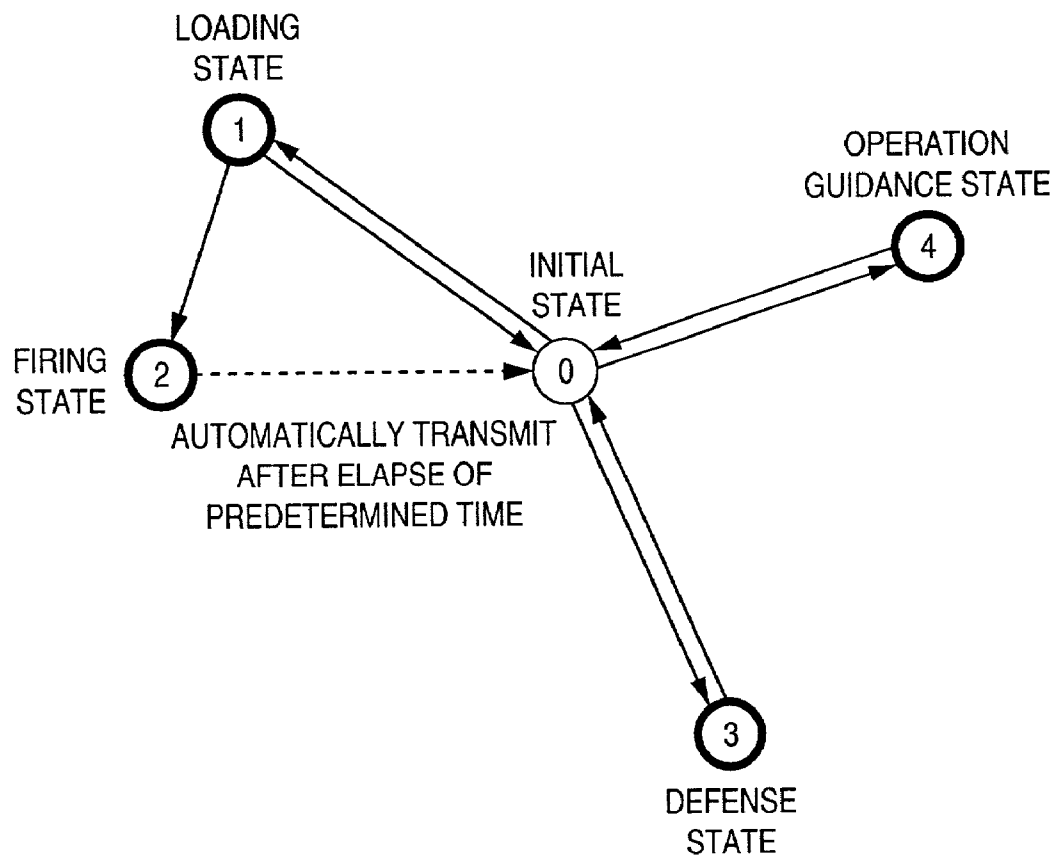 LOADING
STATE
1
OPERATION
GUIDANCE STATE
4
INITIAL
STATE
0
FIRING
STATE
2
AUTOMATICALLY TRANSMIT
AFTER ELAPSE OF
PREDETERMINED TIME
3
DEFENSE
STATE